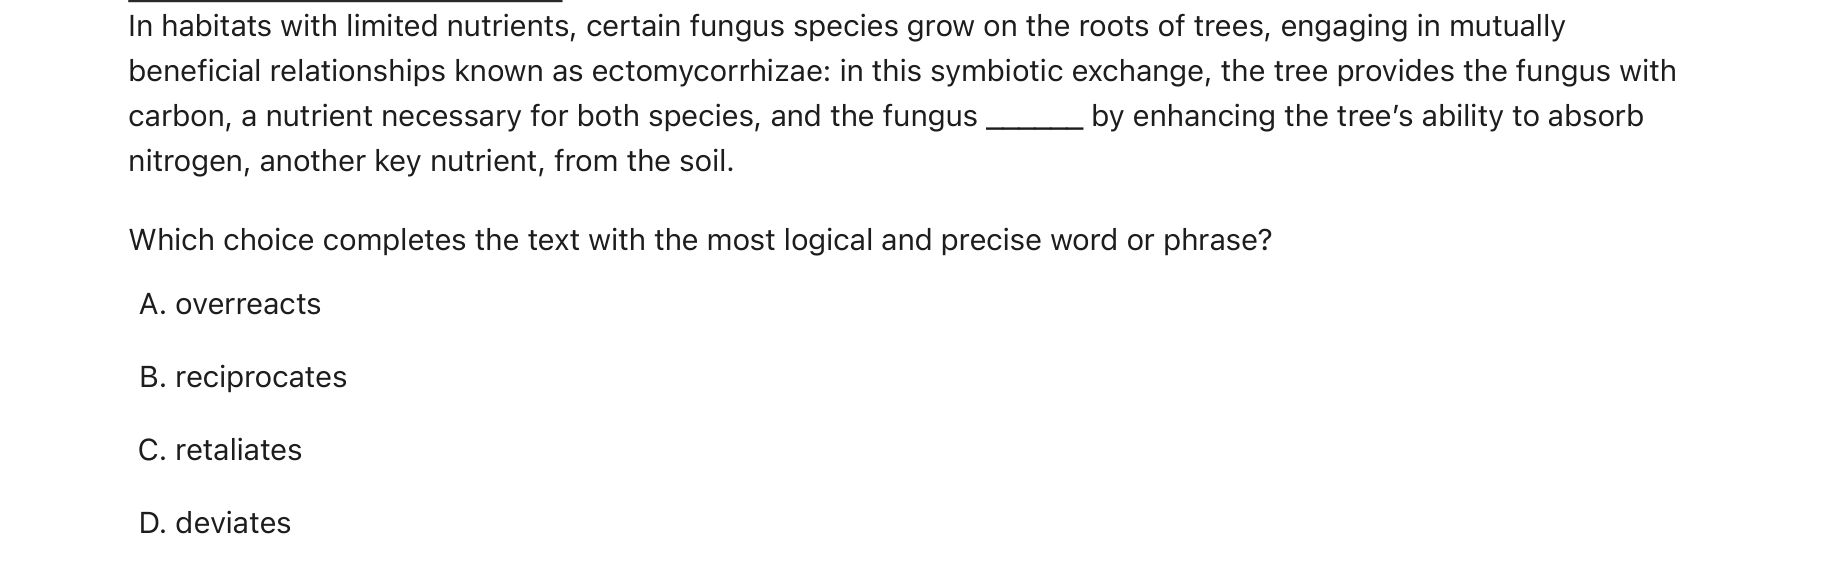 In habitats with limited nutrients, certain fungus species grow on the roots of trees, engaging in mutually
beneficial relationships known as ectomycorrhizae: in this symbiotic exchange, the tree provides the fungus with
carbon, a nutrient necessary for both species, and the fungus ______ by enhancing the tree’s ability to absorb
nitrogen, another key nutrient, from the soil.
Which choice completes the text with the most logical and precise word or phrase?
A. overreacts
B. reciprocates
C. retaliates
D. deviates